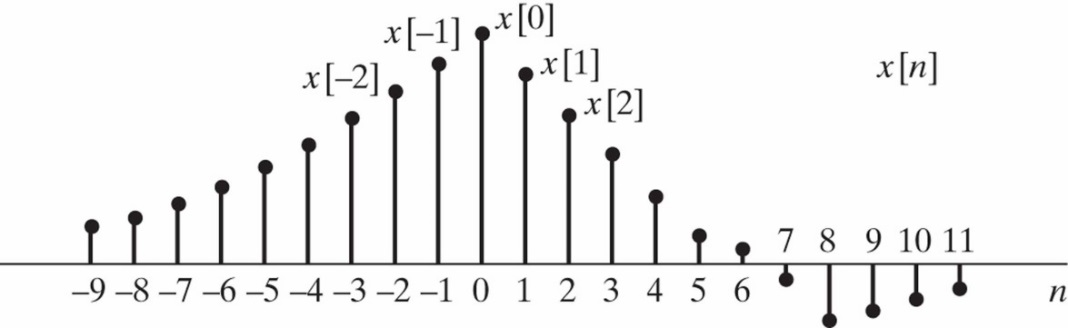 x[0]
x[–1]
x[1]
x[n]
x[–2]
x[2]
7 8 9 10 11
–9 –8 –7 –6 –5 –4 –3 –2 –1 0 1 2 3 4 5 6 n